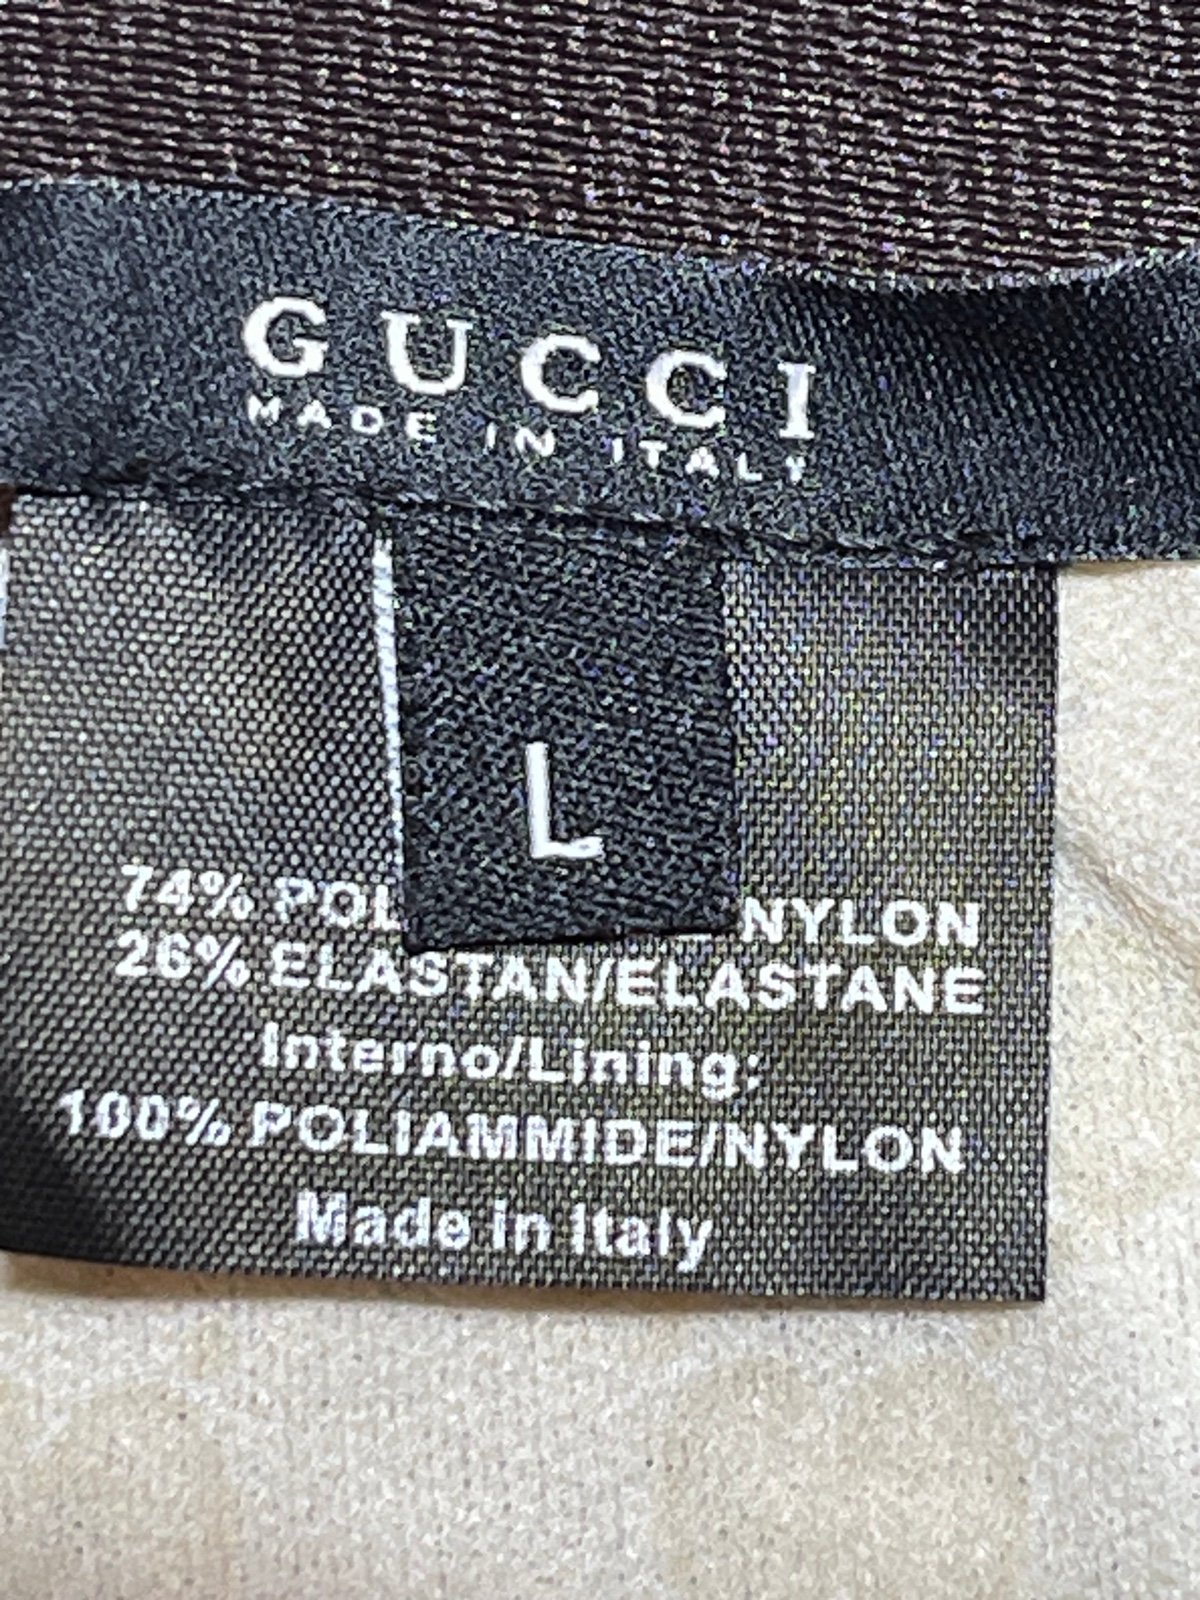 GUCCI
MADE IN ITALY
L
74% POL NYLON
26% ELASTAN/ELASTANE
Interno/Lining:
100% POLIAMMIDE/NYLON
Made in Italy